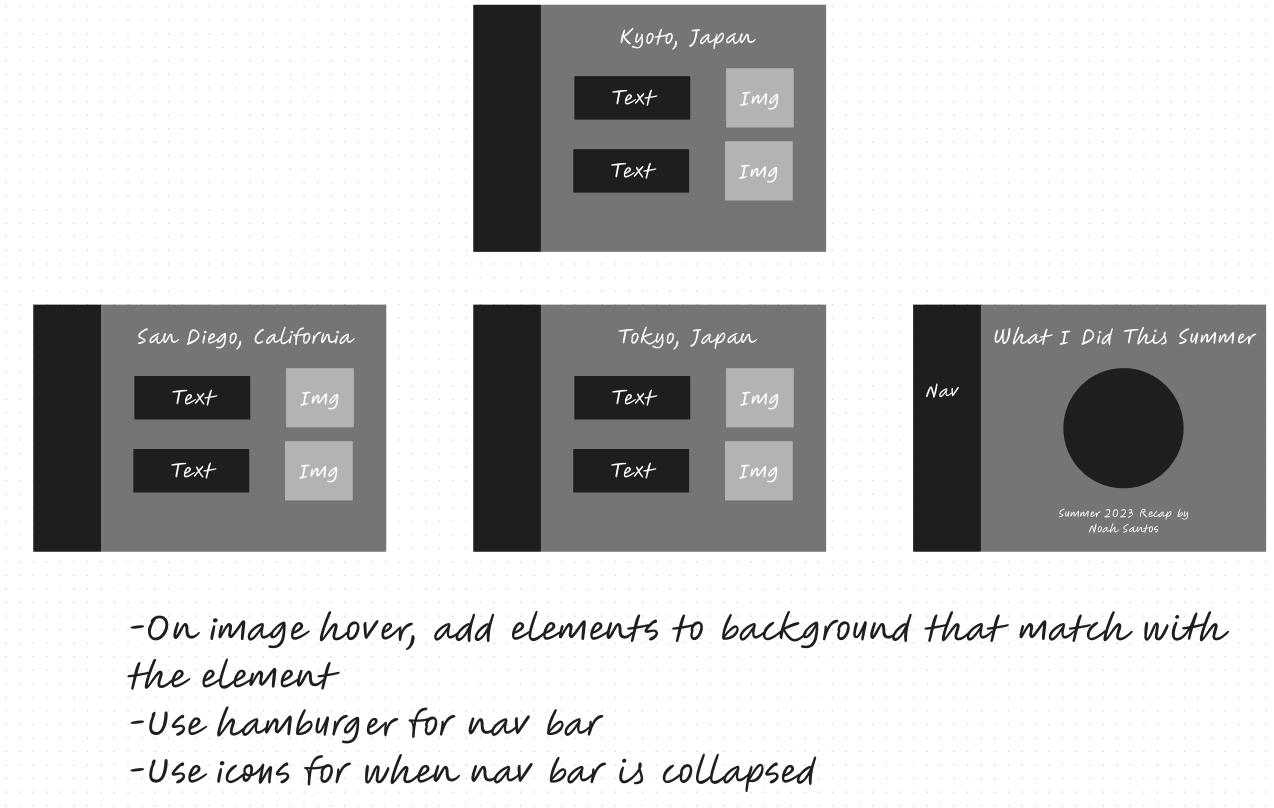 Kyoto, Japan
Text
Img
Text
Img
San Diego, California
Text
Img
Text
Img
Tokyo, Japan
Text
Img
Text
Img
What I Did This Summer
Nav
Summer 2023 Recap by
Noah Santos
-On image hover, add elements to background that match with
the element
-Use hamburger for nav bar
-Use icons for when nav bar is collapsed